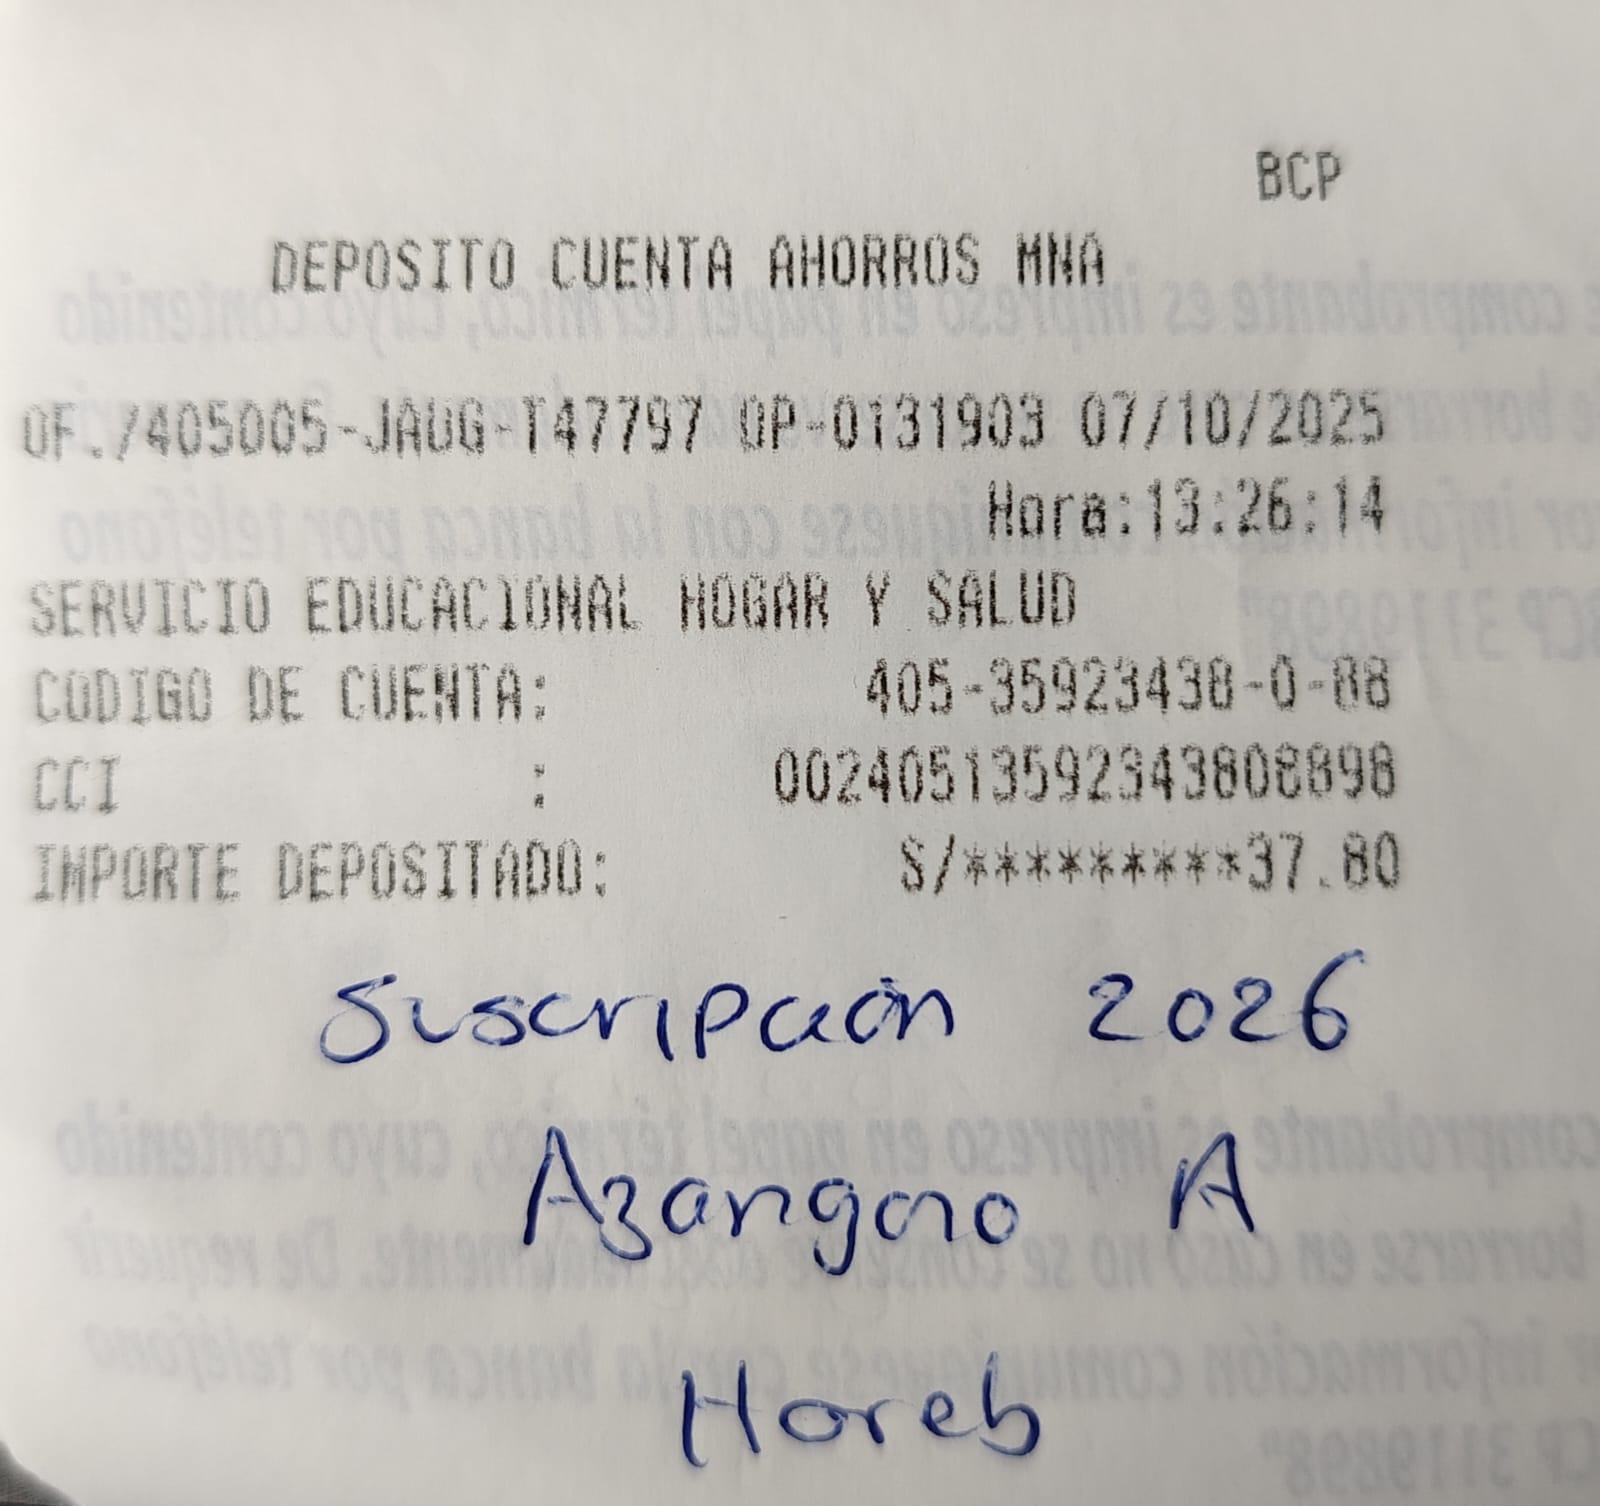 BCP
DEPOSITO CUENTA AHORROS MNA
OF./405005-JAUG-T47797 OP-0131903 07/10/2025
Hora:13:26:14
SERVICIO EDUCACIONAL HOGAR Y SALUD
CODIGO DE CUENTA: 405-35923438-0-88
CCI : 00240513592343808898
IMPORTE DEPOSITADO: S/*********37.80
Suscripción 2026
Azangaro A
Horeb